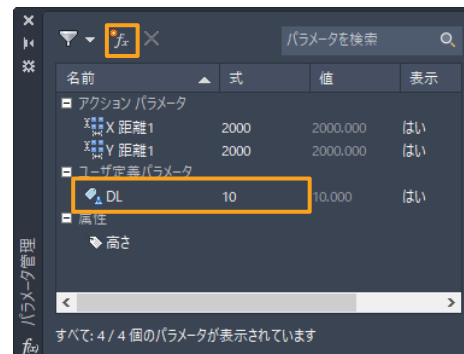 fx
パラメータを検索
名前 式 値 表示
アクション パラメータ
X 距離1 2000 2000.000 はい
Y 距離1 2000 2000.000 はい
ユーザ定義パラメータ
DL 10 10.000 はい
属性
高さ
すべて: 4 / 4 個のパラメータが表示されています
パラメータ管理
f(x)